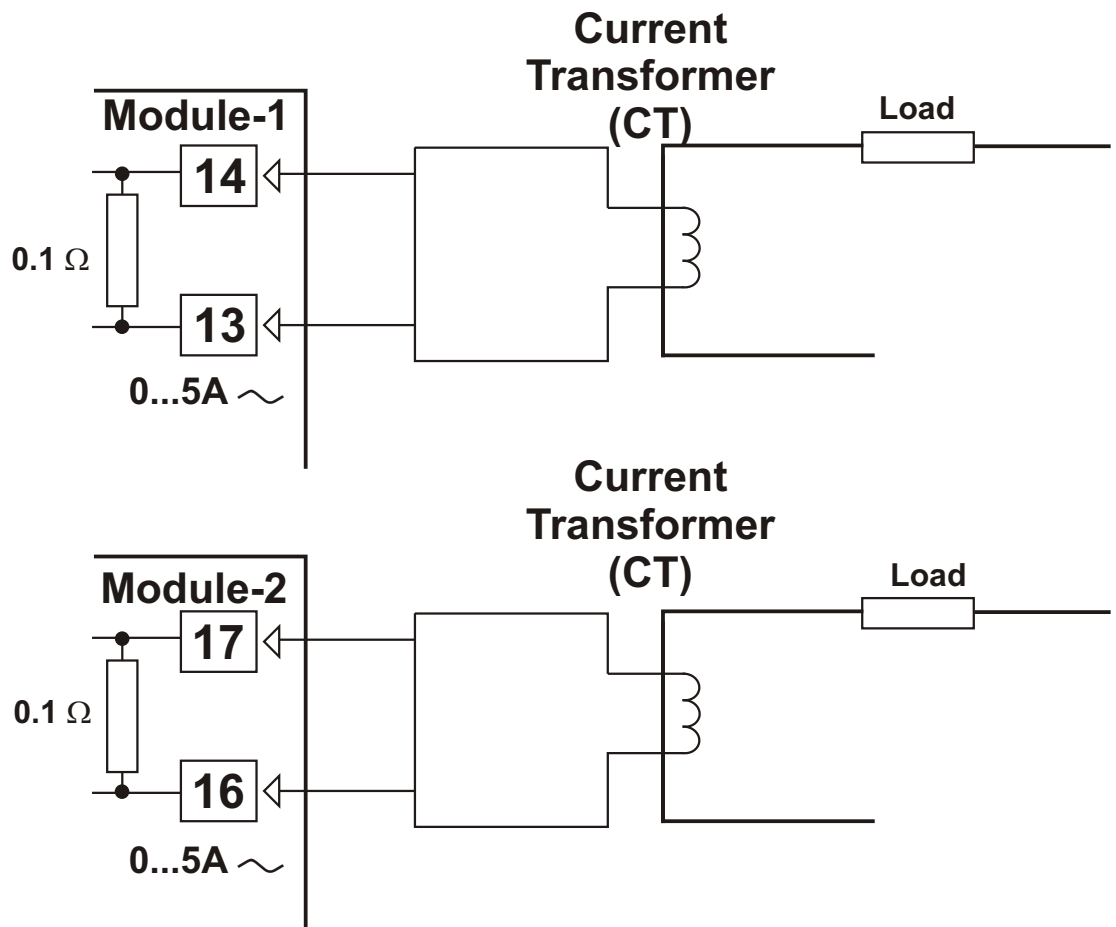 Current
Transformer
(CT)
Module-1
Load
14
0.1 Ω
13
0...5A
Current
Transformer
(CT)
Module-2
Load
17
0.1 Ω
16
0...5A